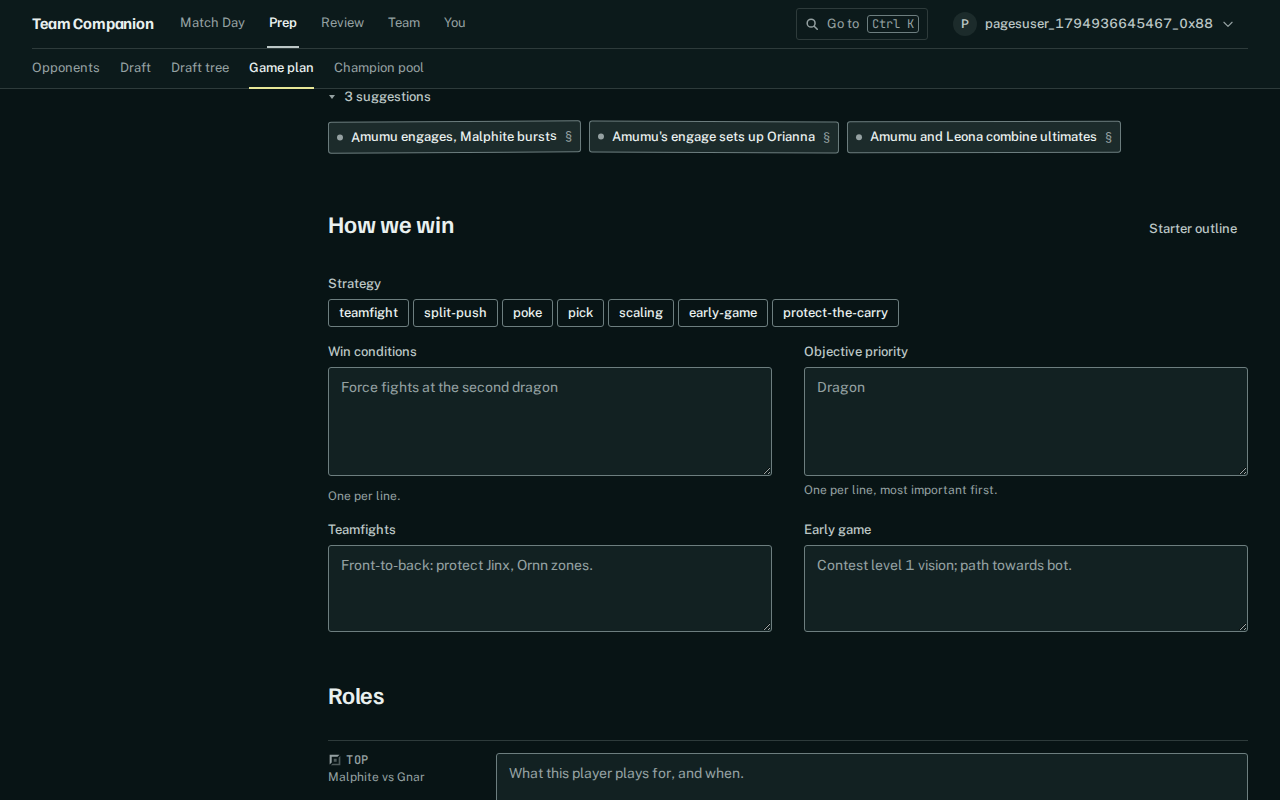 Team Companion Match Day Prep Review Team You Go to Ctrl K P pagesuser_1794936645467_0x88
Opponents Draft Draft tree Game plan Champion pool
3 suggestions
Amumu engages, Malphite bursts § Amumu's engage sets up Orianna § Amumu and Leona combine ultimates §
How we win Starter outline
Strategy
teamfight split-push poke pick scaling early-game protect-the-carry
Win conditions Objective priority
Force fights at the second dragon Dragon
One per line. One per line, most important first.
Teamfights Early game
Front-to-back: protect Jinx, Ornn zones. Contest level 1 vision; path towards bot.
Roles
TOP
Malphite vs Gnar What this player plays for, and when.